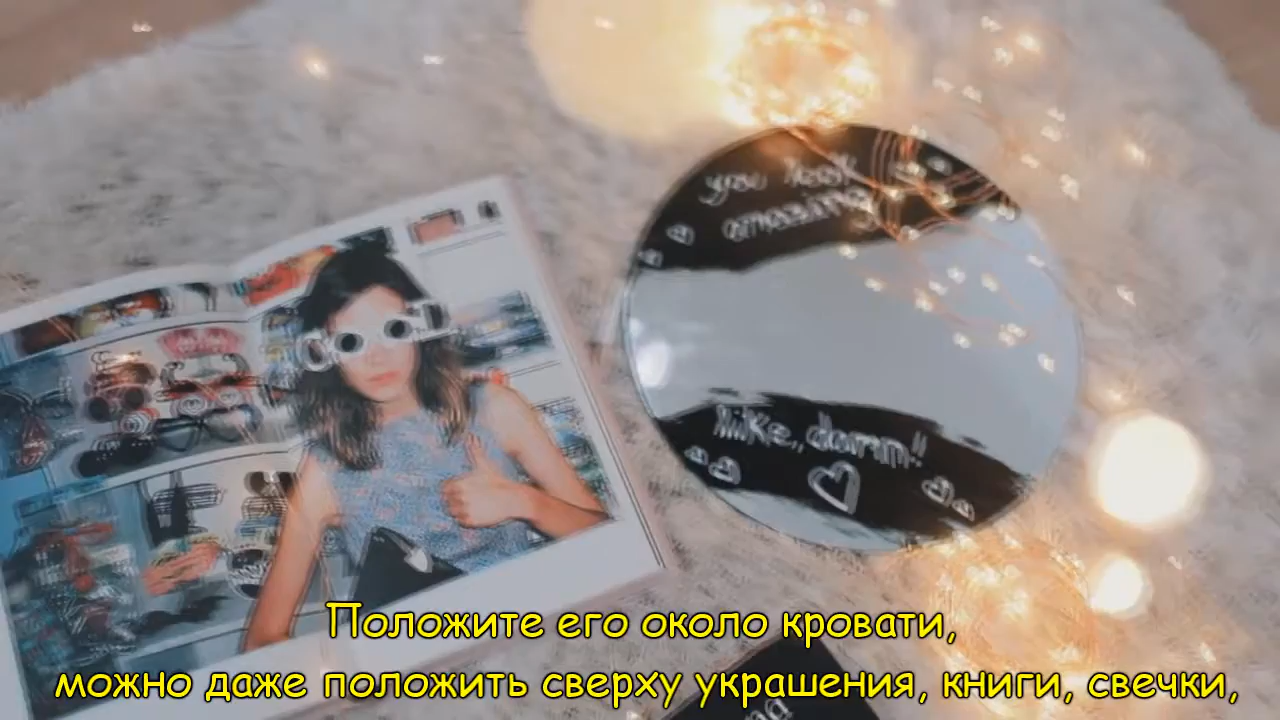 you look
amazing
like, damn!!
Положите его около кровати,
можно даже положить сверху украшения, книги, свечки,